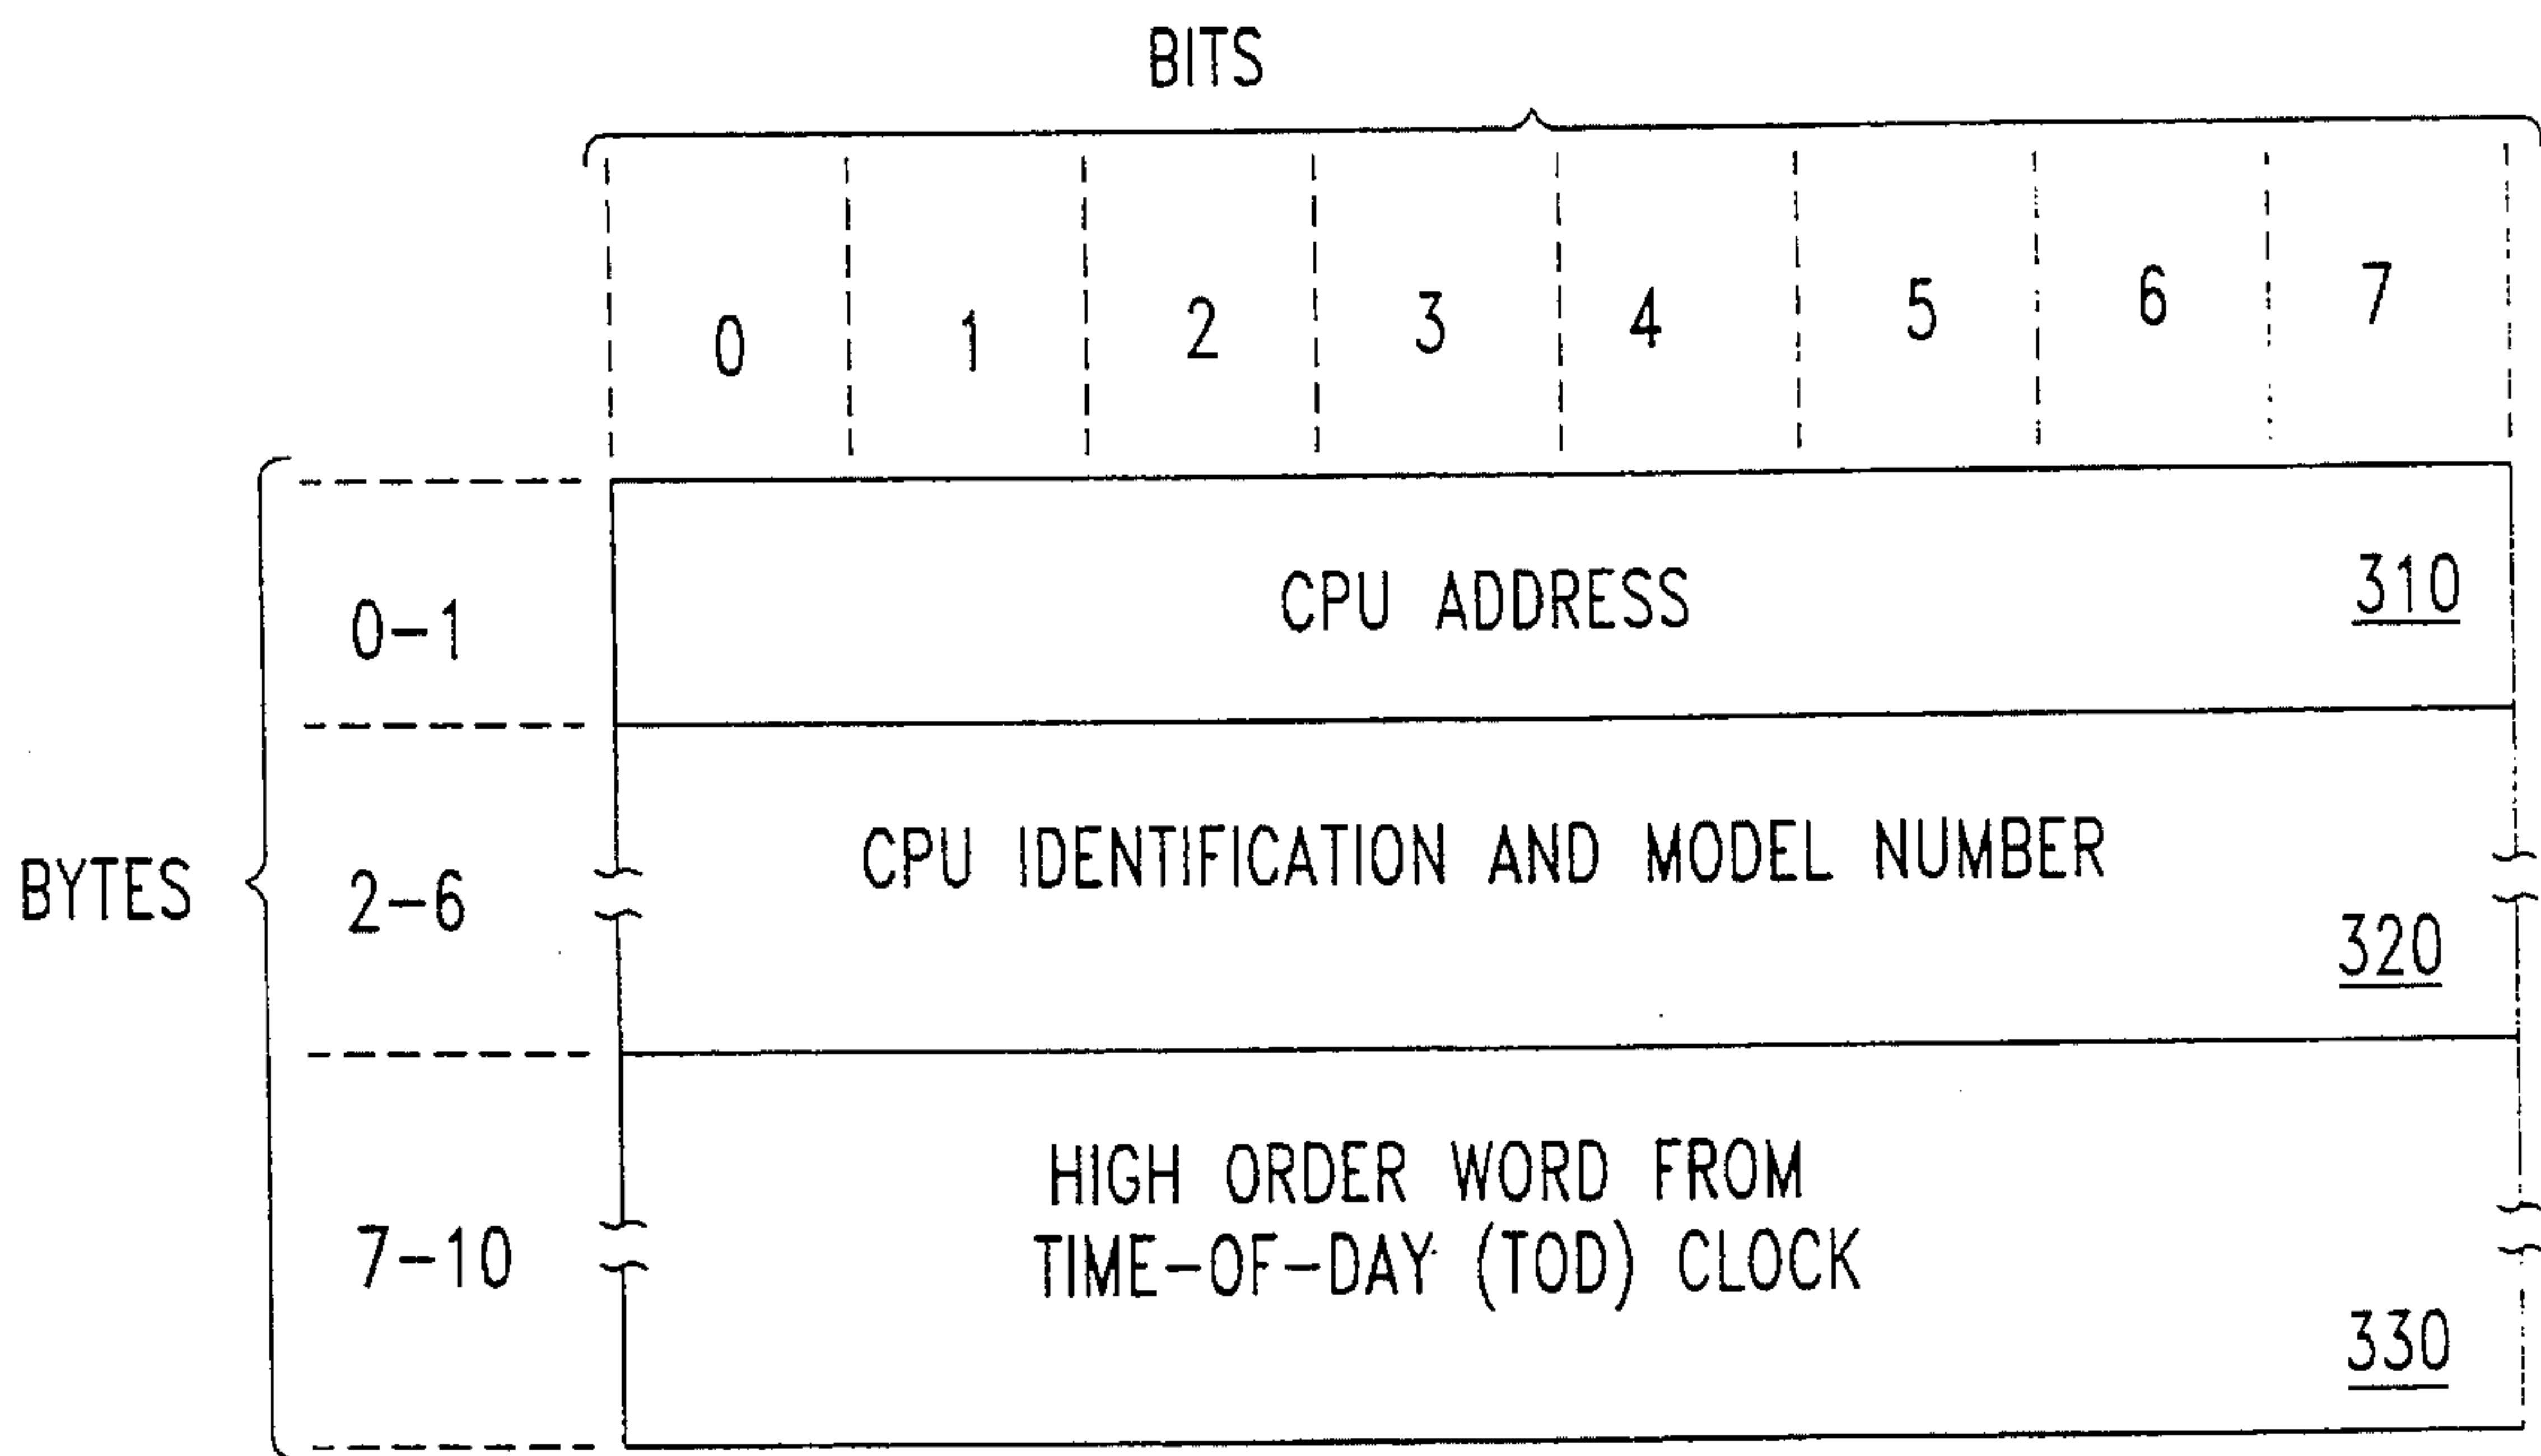 BITS
0 1 2 3 4 5 6 7
0-1 CPU ADDRESS 310
BYTES 2-6 CPU IDENTIFICATION AND MODEL NUMBER
320
7-10 HIGH ORDER WORD FROM
TIME-OF-DAY (TOD) CLOCK
330